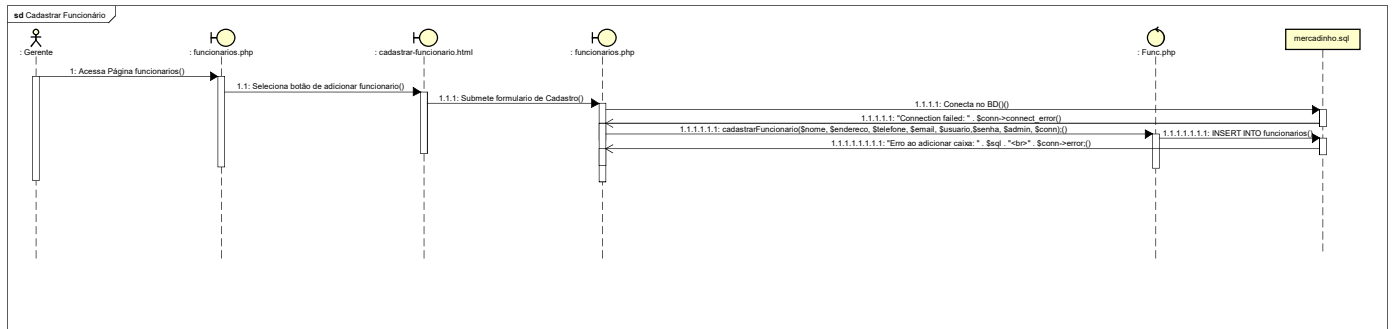 sd Cadastrar Funcionário
: Gerente
: funcionarios.php
: cadastrar-funcionario.html
: funcionarios.php
: Func.php
mercadinho.sql
1: Acessa Página funcionarios()
1.1: Seleciona botão de adicionar funcionario()
1.1.1: Submete formulario de Cadastro()
1.1.1.1: Conecta no BD()()
1.1.1.1.1: "Connection failed: " . $conn->connect_error()
1.1.1.1.1.1: cadastrarFuncionario($nome, $endereco, $telefone, $email, $usuario,$senha, $admin, $conn);()
1.1.1.1.1.1.1: INSERT INTO funcionarios()
1.1.1.1.1.1.1.1: "Erro ao adicionar caixa: " . $sql . "<br>" . $conn->error;()